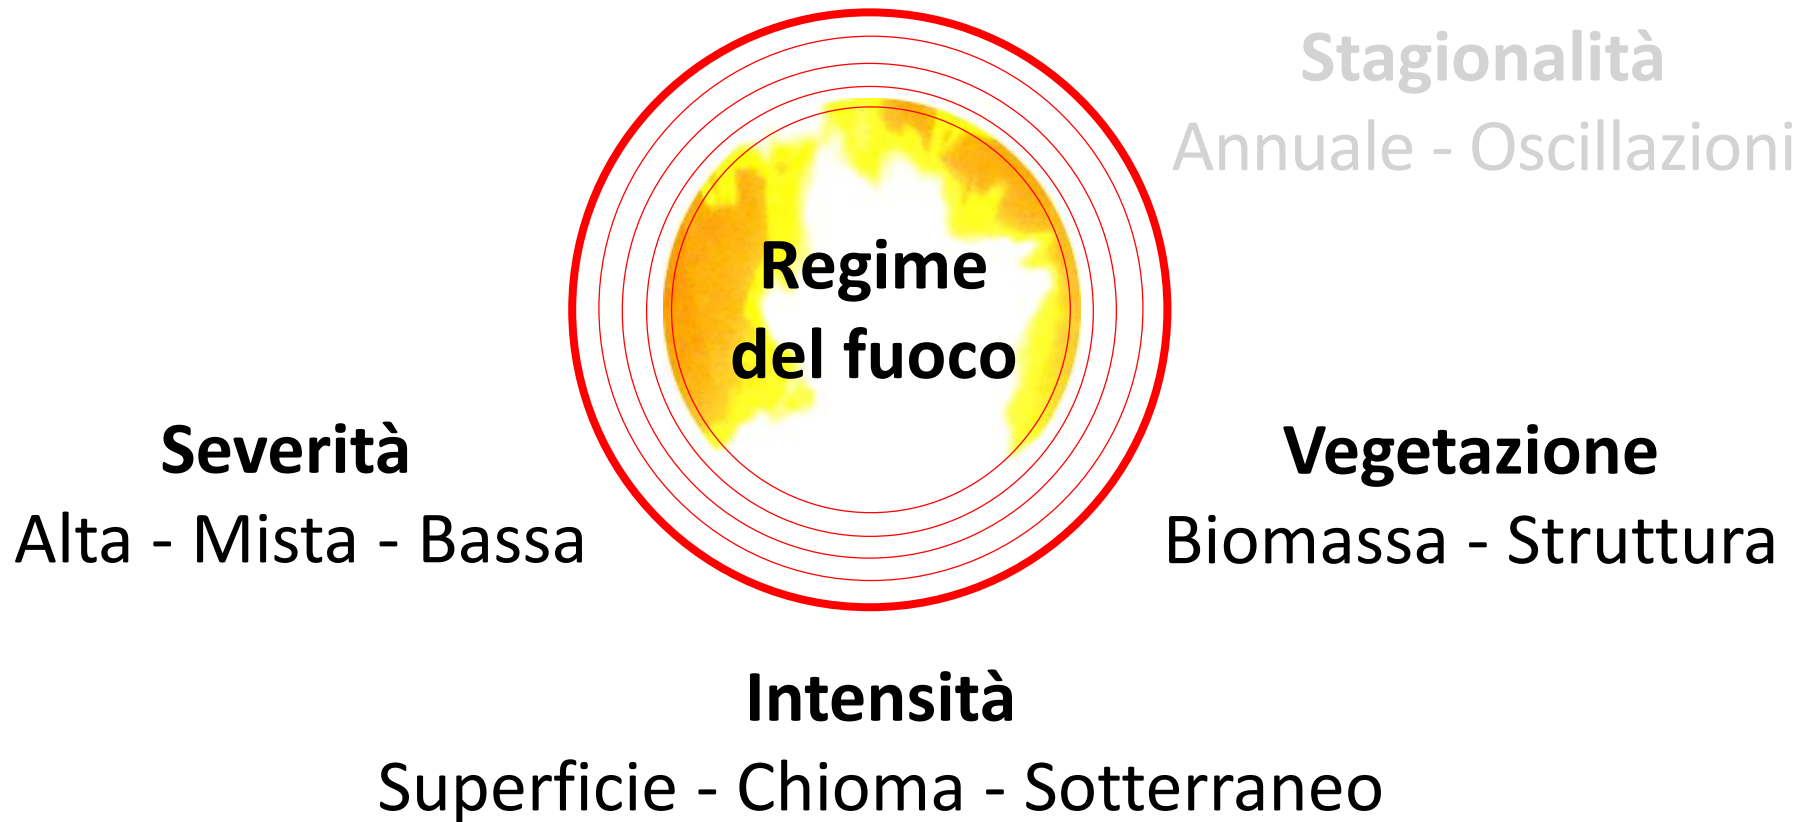 Stagionalità
Annuale - Oscillazioni
Regime
del fuoco
Severità
Alta - Mista - Bassa
Vegetazione
Biomassa - Struttura
Intensità
Superficie - Chioma - Sotterraneo